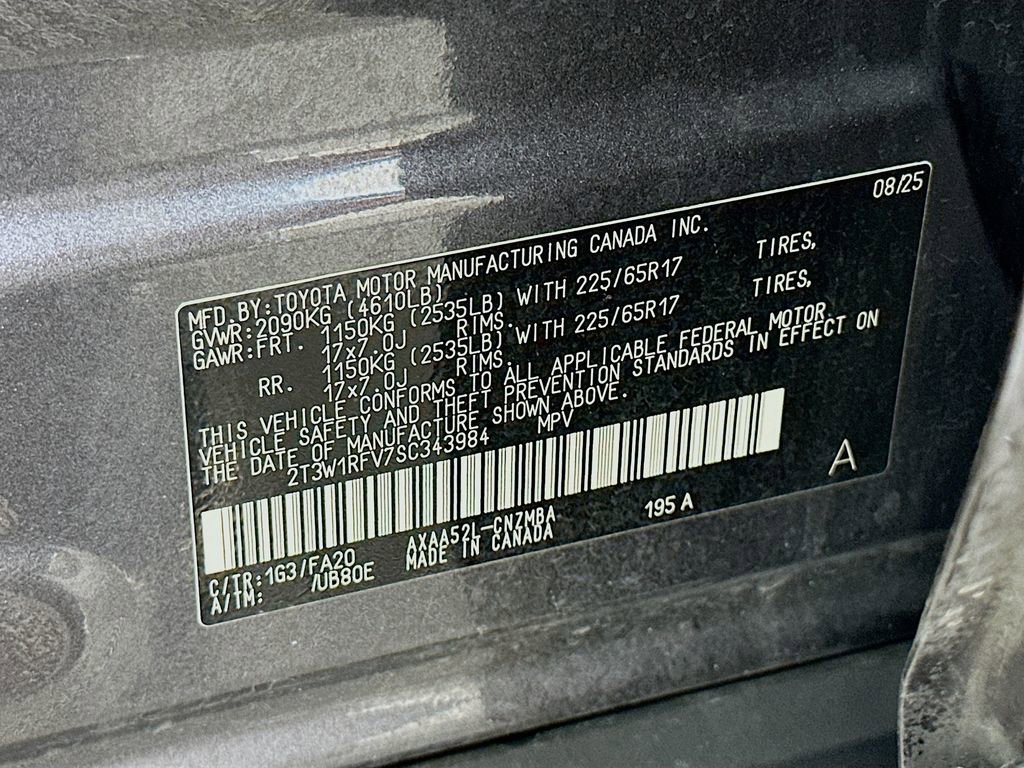 08/25
MFD.BY:TOYOTA MOTOR MANUFACTURING CANADA INC.
GVWR:2090KG (4610LB)
GAWR:FRT. 1150KG (2535LB) WITH 225/65R17 TIRES,
17x7.0J RIMS.
RR. 1150KG (2535LB) WITH 225/65R17 TIRES,
17x7.0J RIMS.
THIS VEHICLE CONFORMS TO ALL APPLICABLE FEDERAL MOTOR
VEHICLE SAFETY AND THEFT PREVENTION STANDARDS IN EFFECT ON
THE DATE OF MANUFACTURE SHOWN ABOVE.
2T3W1RFV7SC343984 MPV
A
C/TR:1G3/FA20 AXAA52L-CNZMBA 195A
A/TM: /UB80E MADE IN CANADA